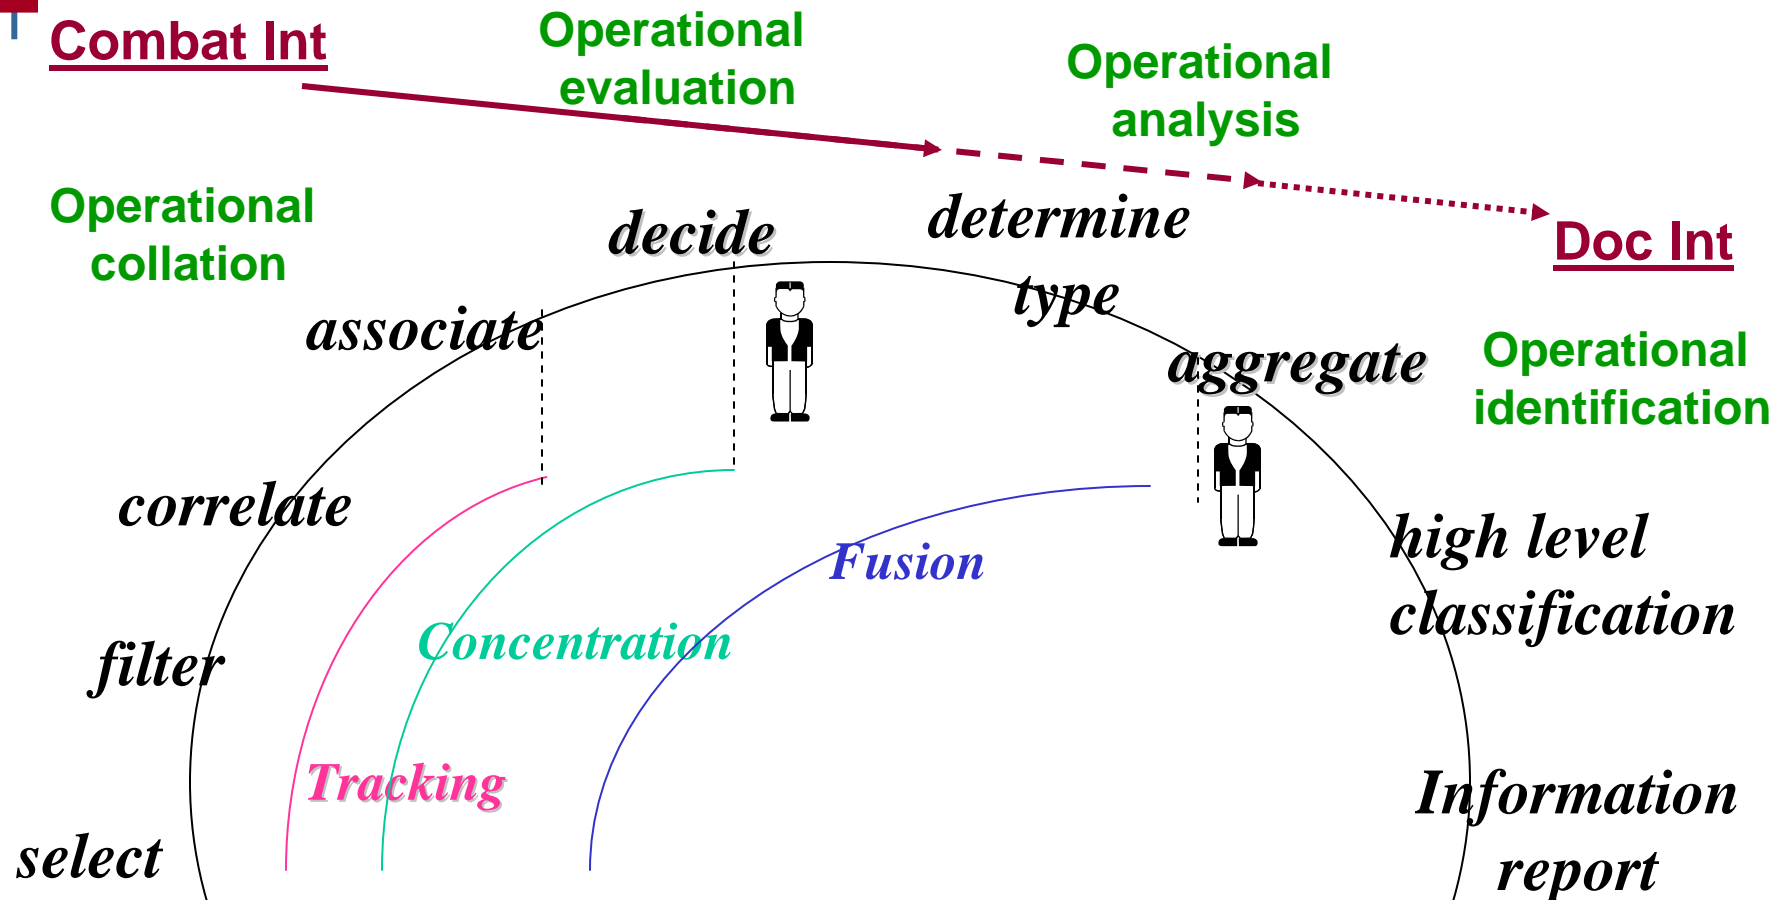 Combat Int
Operational
evaluation
Operational
analysis
Operational
collation
decide
determine
type
Doc Int
associate
aggregate
Operational
identification
correlate
high level
classification
Fusion
Concentration
filter
Tracking
Information
report
select